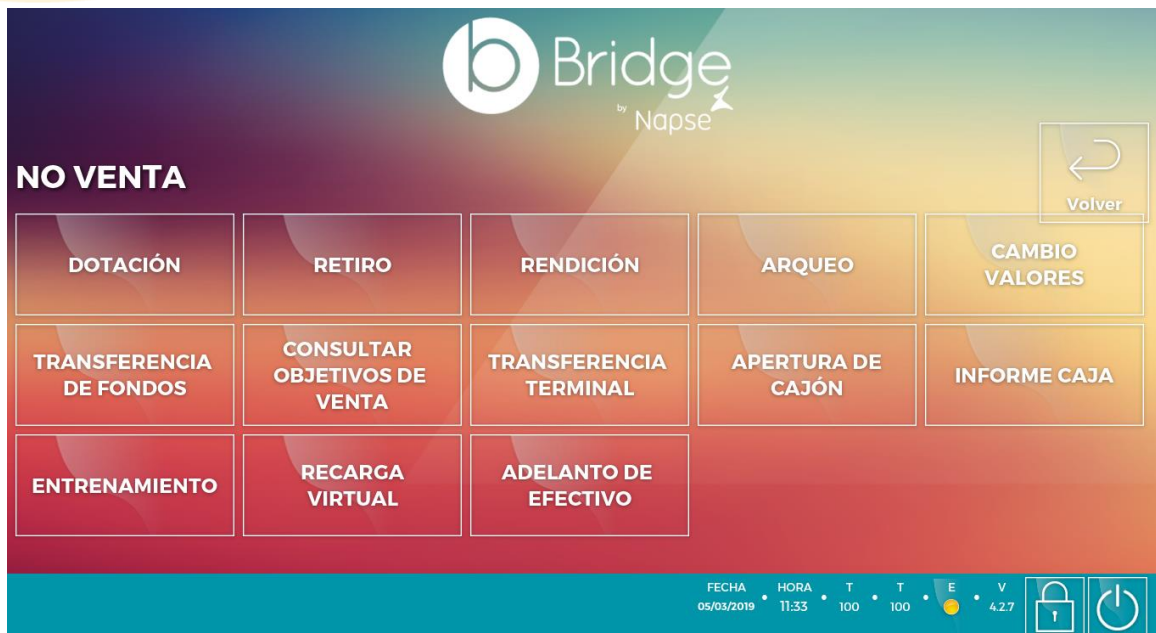 Bridge
by
Napse
NO VENTA
Volver
DOTACIÓN
RETIRO
RENDICIÓN
ARQUEO
CAMBIO
VALORES
TRANSFERENCIA
DE FONDOS
CONSULTAR
OBJETIVOS DE
VENTA
TRANSFERENCIA
TERMINAL
APERTURA DE
CAJÓN
INFORME CAJA
ENTRENAMIENTO
RECARGA
VIRTUAL
ADELANTO DE
EFECTIVO
FECHA • HORA • T • T • E • V
05/03/2019 11:33 100 100 4.2.7